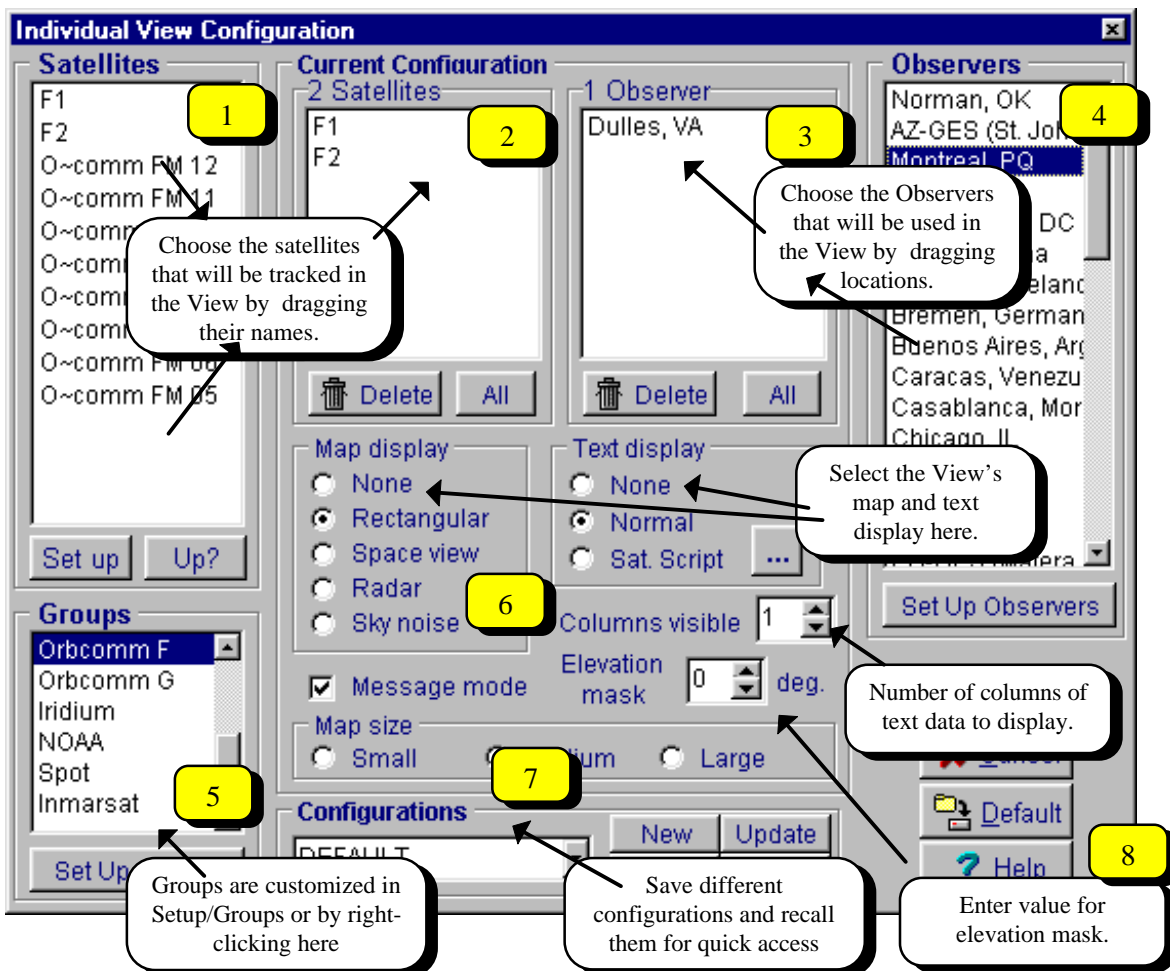 Individual View Configuration
Satellites
F1
F2
O~comm FM 12
O~comm FM 11
O~comm FM 05
1
Set up
Up?
Choose the satellites
that will be tracked in
the View by dragging
their names.
Groups
Orbcomm F
Orbcomm G
Iridium
NOAA
Spot
Inmarsat
5
Set Up
Groups are customized in
Setup/Groups or by right-
clicking here
Current Configuration
2 Satellites
F1
F2
2
Delete
All
1 Observer
Dulles, VA
3
Delete
All
Choose the Observers
that will be used in
the View by dragging
locations.
Map display
None
Rectangular
Space view
Radar
Sky noise
6
Text display
None
Normal
Sat. Script
...
Select the View's
map and text
display here.
Columns visible 1
Elevation
mask 0 deg.
Message mode
Map size
Small
Large
7
Configurations
DEFAULT
New
Update
Save different
configurations and recall
them for quick access
Observers
Norman, OK
AZ-GES (St. Joh
Montreal, PQ
DC
Bremen, German
Buenos Aires, Arg
Caracas, Venezu
Casablanca, Mor
Chicago, IL
4
Set Up Observers
Number of columns of
text data to display.
Cancel
Default
Help
8
Enter value for
elevation mask.